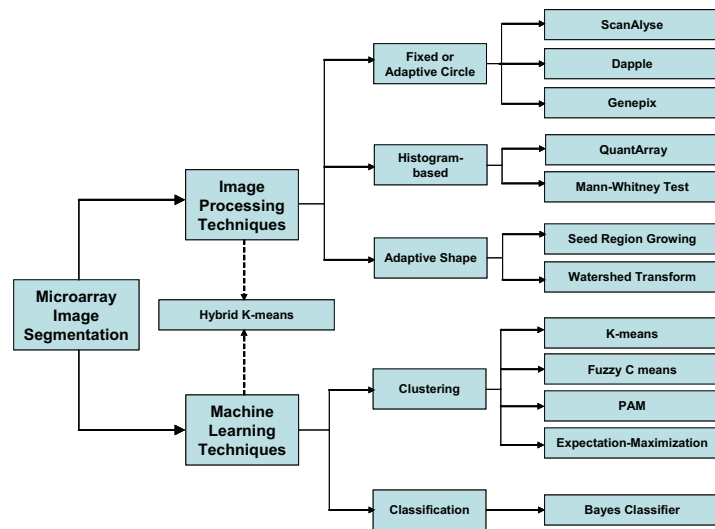 Microarray
Image
Segmentation
Image
Processing
Techniques
Hybrid K-means
Machine
Learning
Techniques
Fixed or
Adaptive Circle
Histogram-
based
Adaptive Shape
Clustering
Classification
ScanAlyse
Dapple
Genepix
QuantArray
Mann-Whitney Test
Seed Region Growing
Watershed Transform
K-means
Fuzzy C means
PAM
Expectation-Maximization
Bayes Classifier